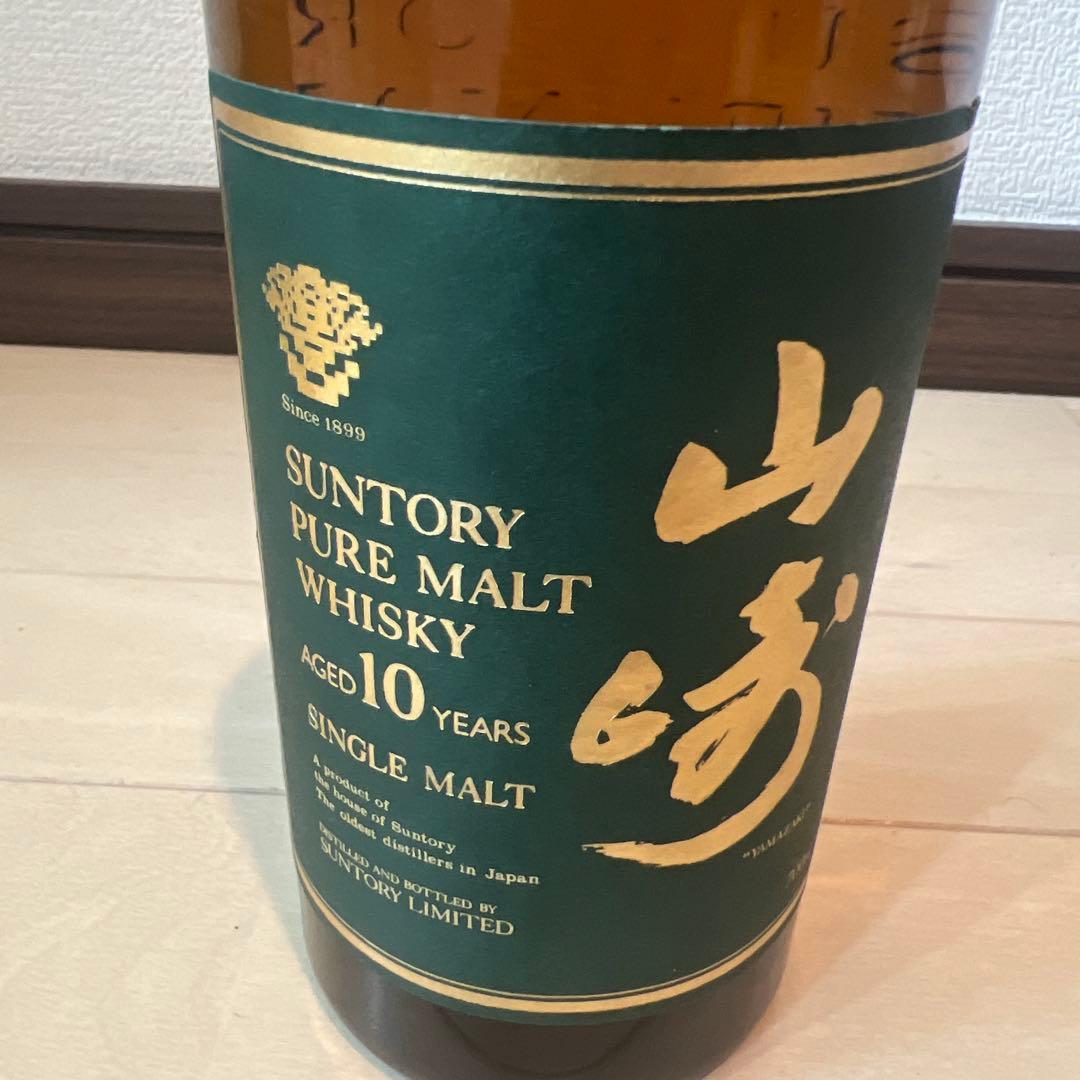 Since 1899
SUNTORY
PURE MALT
WHISKY
AGED 10 YEARS
SINGLE MALT
A product of
the house of Suntory
The oldest distillers in Japan
DISTILLED AND BOTTLED BY
SUNTORY LIMITED
山崎
"YAMAZAKI"